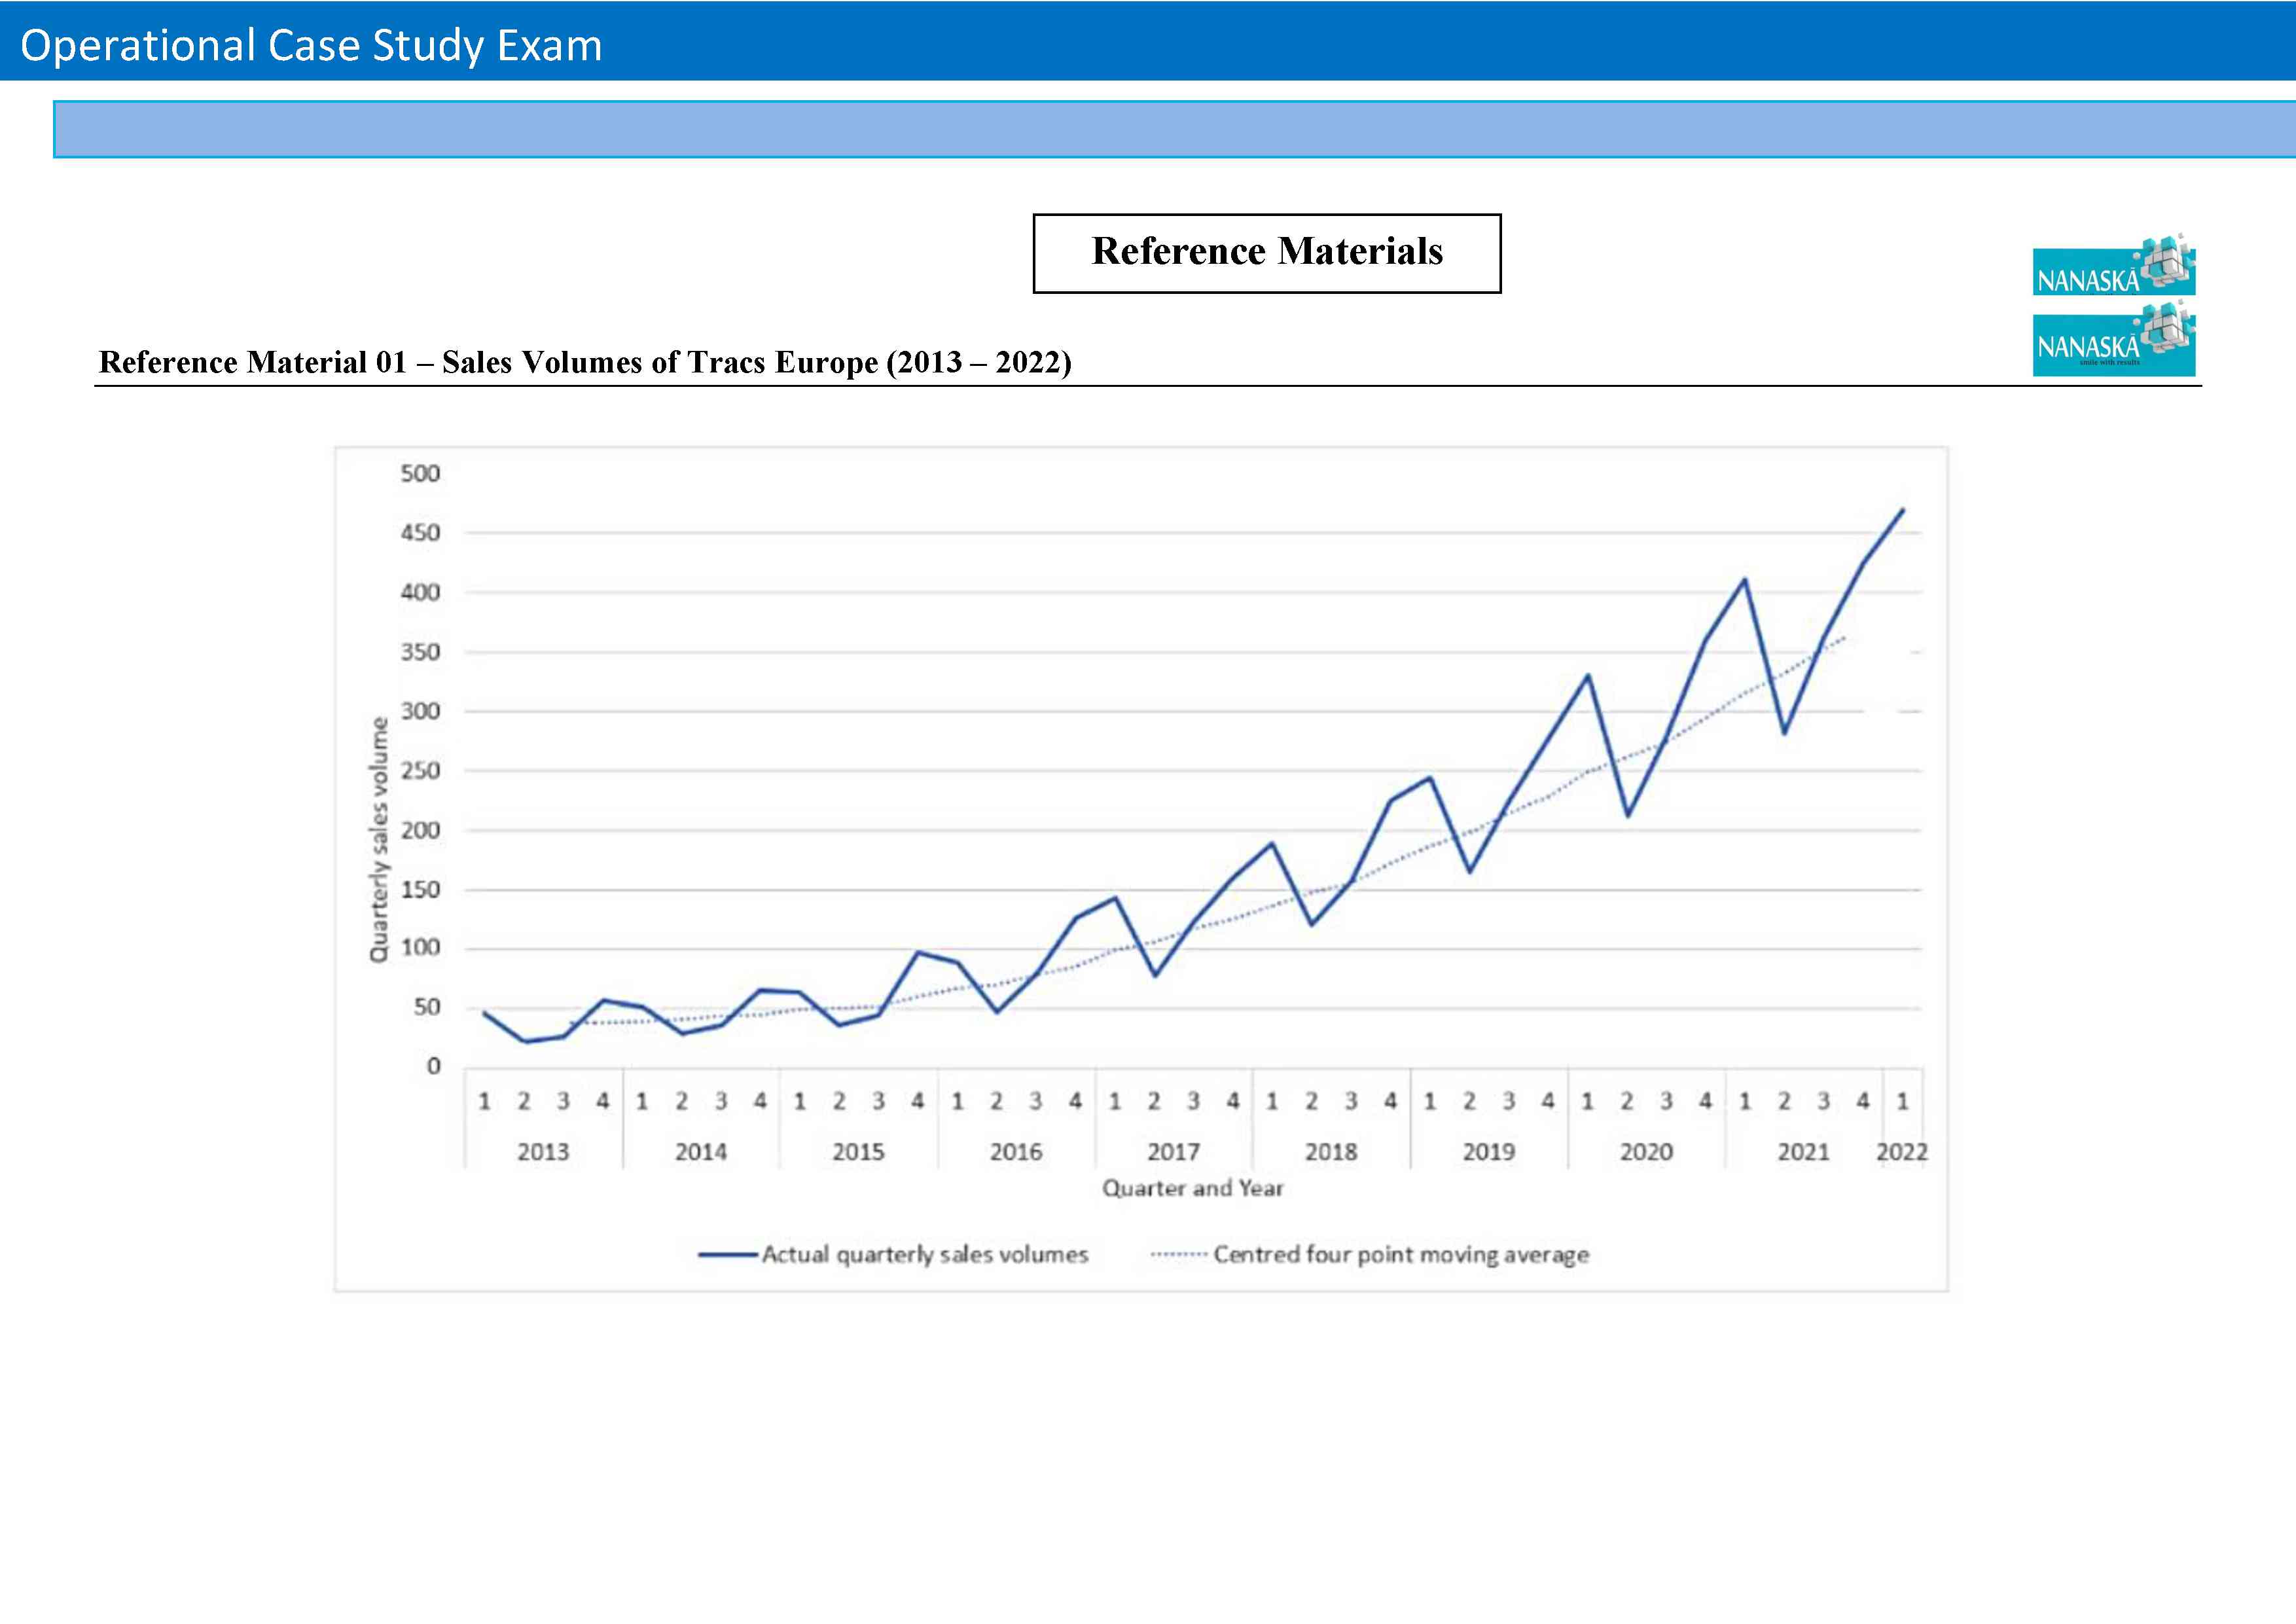 Operational Case Study Exam
Reference Materials
NANASKĀ
NANASKĀ
smile with results
Reference Material 01 – Sales Volumes of Tracs Europe (2013 – 2022)
500
450
400
350
300
250
200
150
100
50
0
Quarterly sales volume
1 2 3 4 1 2 3 4 1 2 3 4 1 2 3 4 1 2 3 4 1 2 3 4 1 2 3 4 1 2 3 4 1 2 3 4 1
2013 2014 2015 2016 2017 2018 2019 2020 2021 2022
Quarter and Year
Actual quarterly sales volumes Centred four point moving average